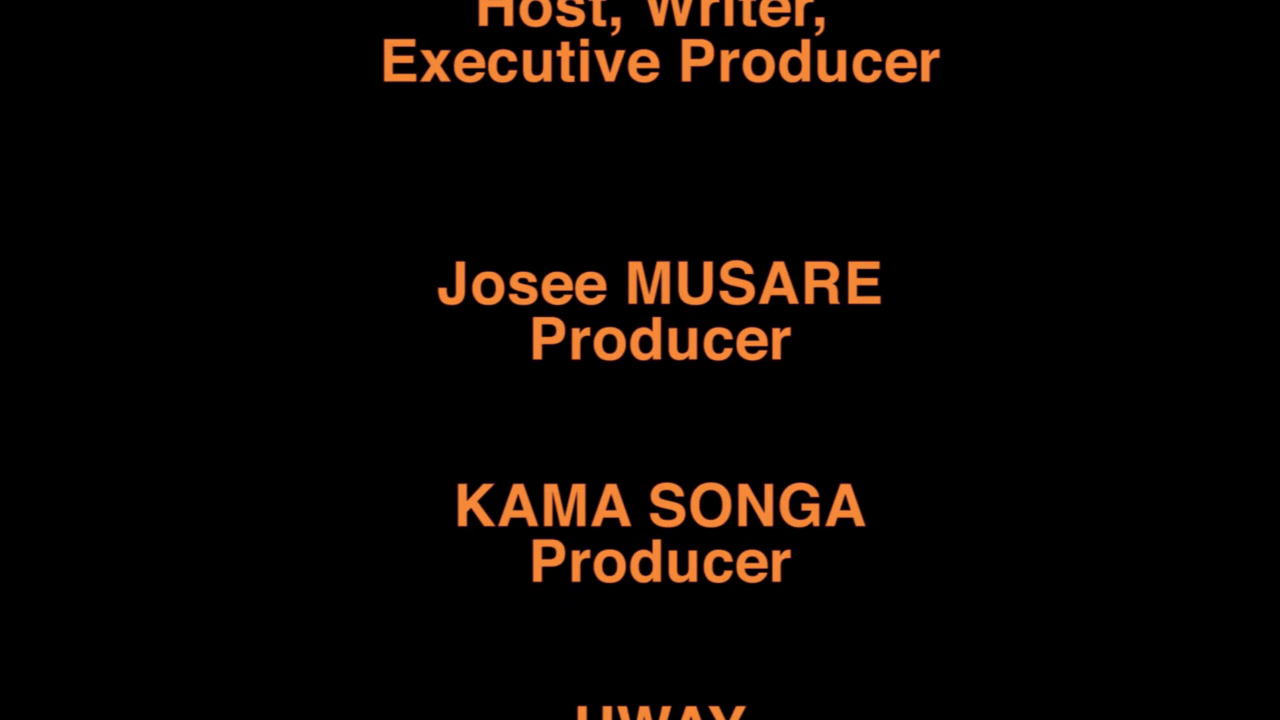 Host, Writer,
Executive Producer
Josee MUSARE
Producer
KAMA SONGA
Producer